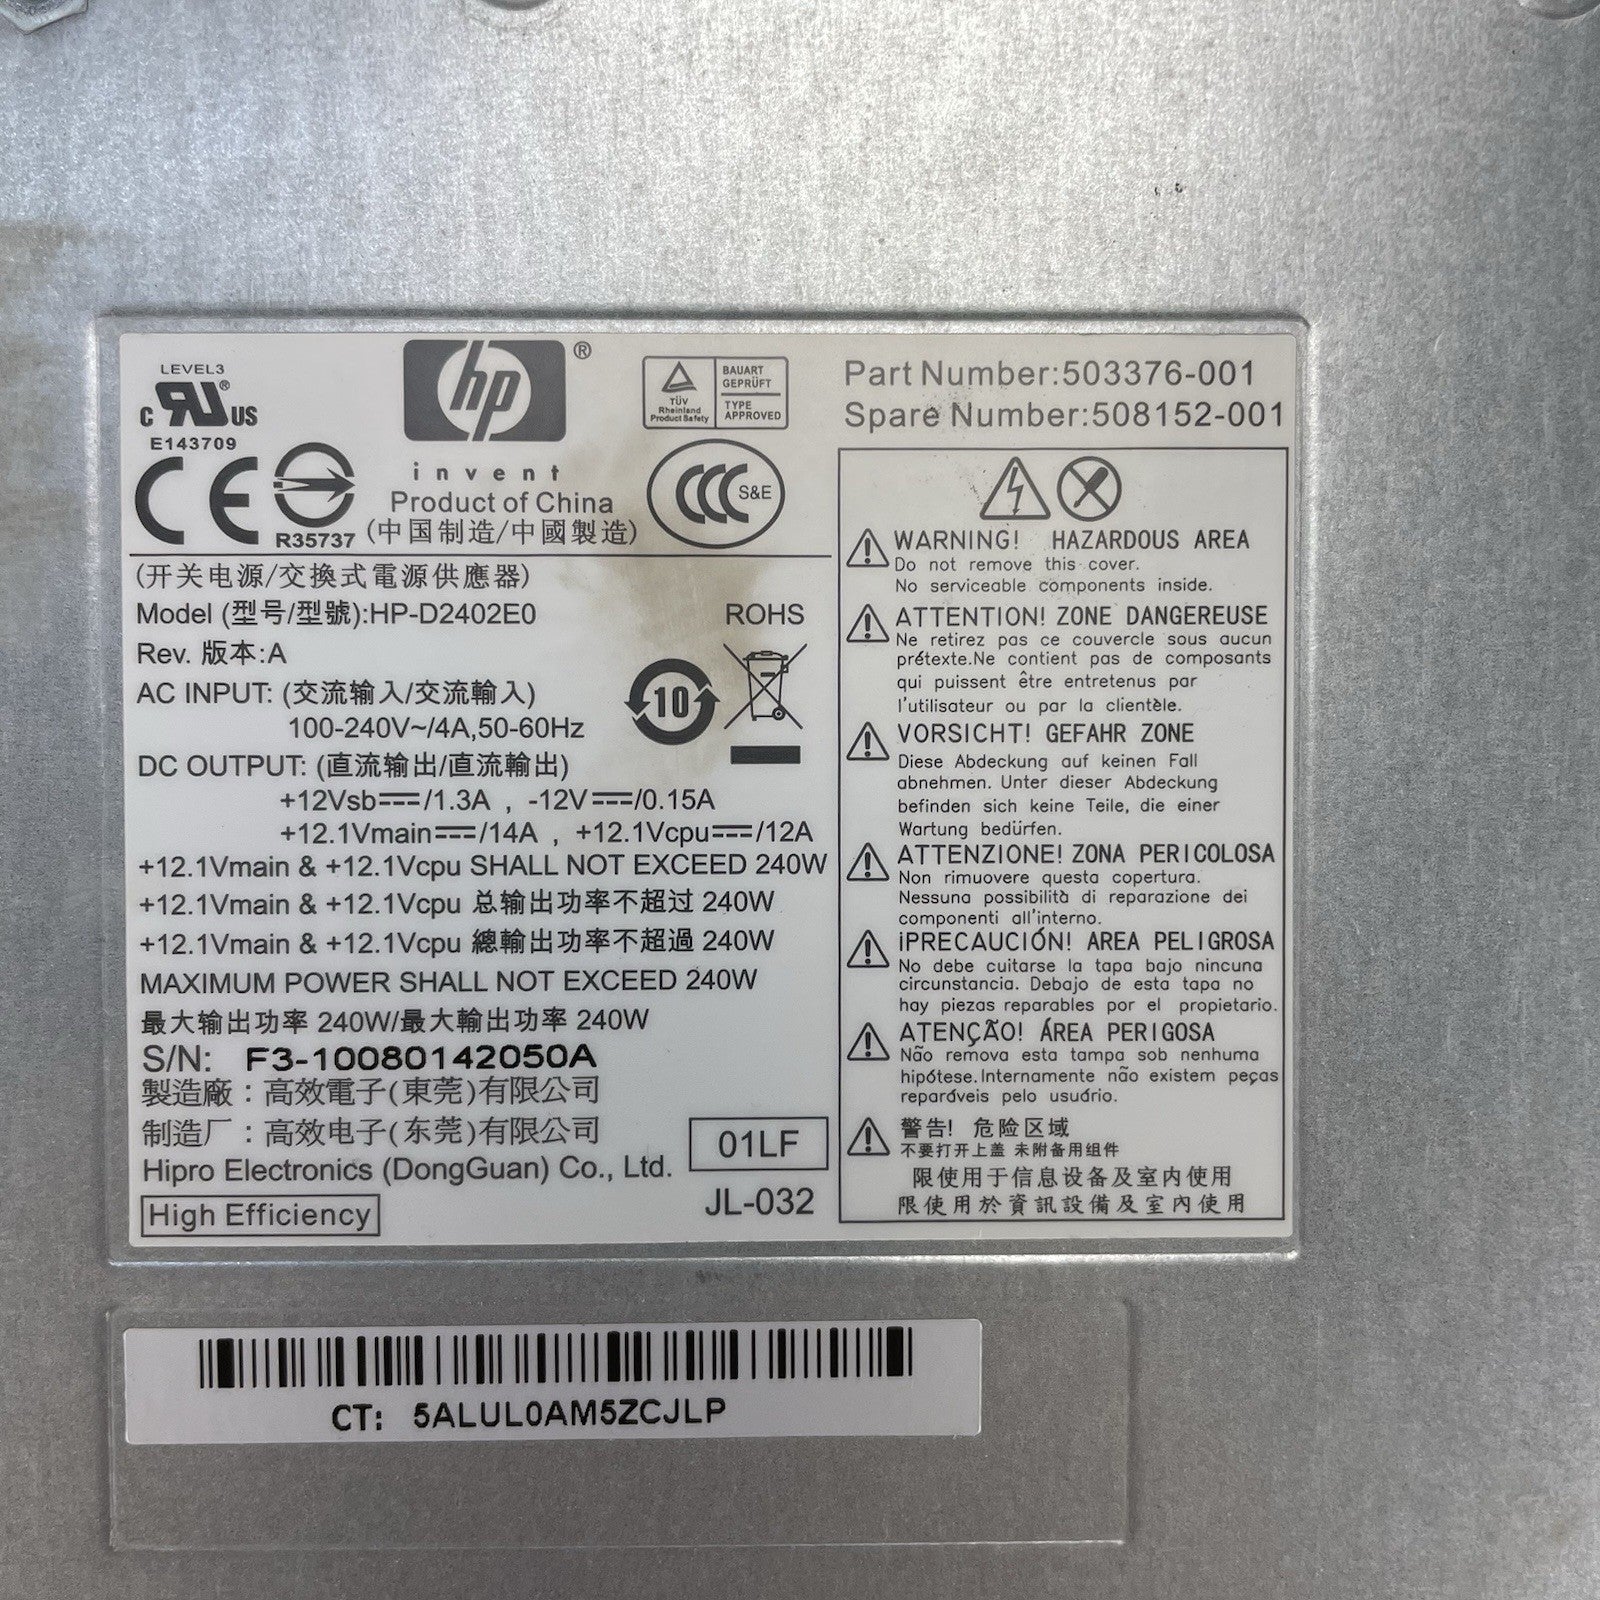 LEVEL3
C RU® US
E143709
CE
R35737
hp®
invent
Product of China
(中国制造/中國製造)
TÜV
Rheinland
Product Safety
BAUART
GEPRÜFT
TYPE
APPROVED
CCC S&E
Part Number:503376-001
Spare Number:508152-001
(开关电源/交換式電源供應器)
Model (型号/型號):HP-D2402E0
Rev. 版本:A
AC INPUT: (交流输入/交流輸入)
100-240V~/4A,50-60Hz
DC OUTPUT: (直流输出/直流輸出)
+12Vsb⎓/1.3A , -12V⎓/0.15A
+12.1Vmain⎓/14A , +12.1Vcpu⎓/12A
+12.1Vmain & +12.1Vcpu SHALL NOT EXCEED 240W
+12.1Vmain & +12.1Vcpu 总输出功率不超过 240W
+12.1Vmain & +12.1Vcpu 總輸出功率不超過 240W
MAXIMUM POWER SHALL NOT EXCEED 240W
最大输出功率 240W/最大輸出功率 240W
S/N: F3-10080142050A
製造廠：高效電子(東莞)有限公司
制造厂：高效电子(东莞)有限公司
Hipro Electronics (DongGuan) Co., Ltd.
High Efficiency
ROHS
10
01LF
JL-032
WARNING! HAZARDOUS AREA
Do not remove this cover.
No serviceable components inside.
ATTENTION! ZONE DANGEREUSE
Ne retirez pas ce couvercle sous aucun
prétexte.Ne contient pas de composants
qui puissent être entretenus par
l'utilisateur ou par la clientèle.
VORSICHT! GEFAHR ZONE
Diese Abdeckung auf keinen Fall
abnehmen. Unter dieser Abdeckung
befinden sich keine Teile, die einer
Wartung bedürfen.
ATTENZIONE! ZONA PERICOLOSA
Non rimuovere questa copertura.
Nessuna possibilità di reparazione dei
componenti all'interno.
¡PRECAUCIÓN! AREA PELIGROSA
No debe cuitarse la tapa bajo nincuna
circunstancia. Debajo de esta tapa no
hay piezas reparables por el propietario.
ATENÇÃO! ÁREA PERIGOSA
Não remova esta tampa sob nenhuma
hipótese.Internamente não existem peças
reparáveis pelo usuário.
警告! 危险区域
不要打开上盖 未附备用组件
限使用于信息设备及室内使用
限使用於資訊設備及室內使用
CT: 5ALUL0AM5ZCJLP